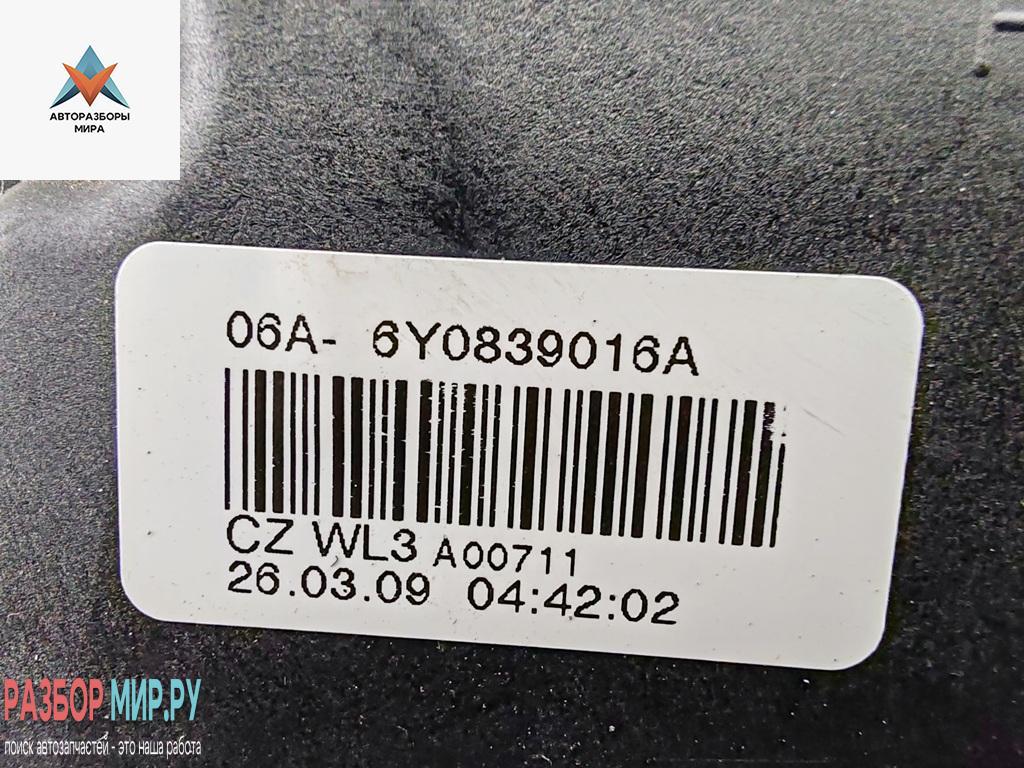 АВТОРАЗБОРЫ
МИРА
06A- 6Y0839016A
CZ WL3 A00711
26.03.09 04:42:02
РАЗБОР.МИР.РУ
поиск автозапчастей - это наша работа